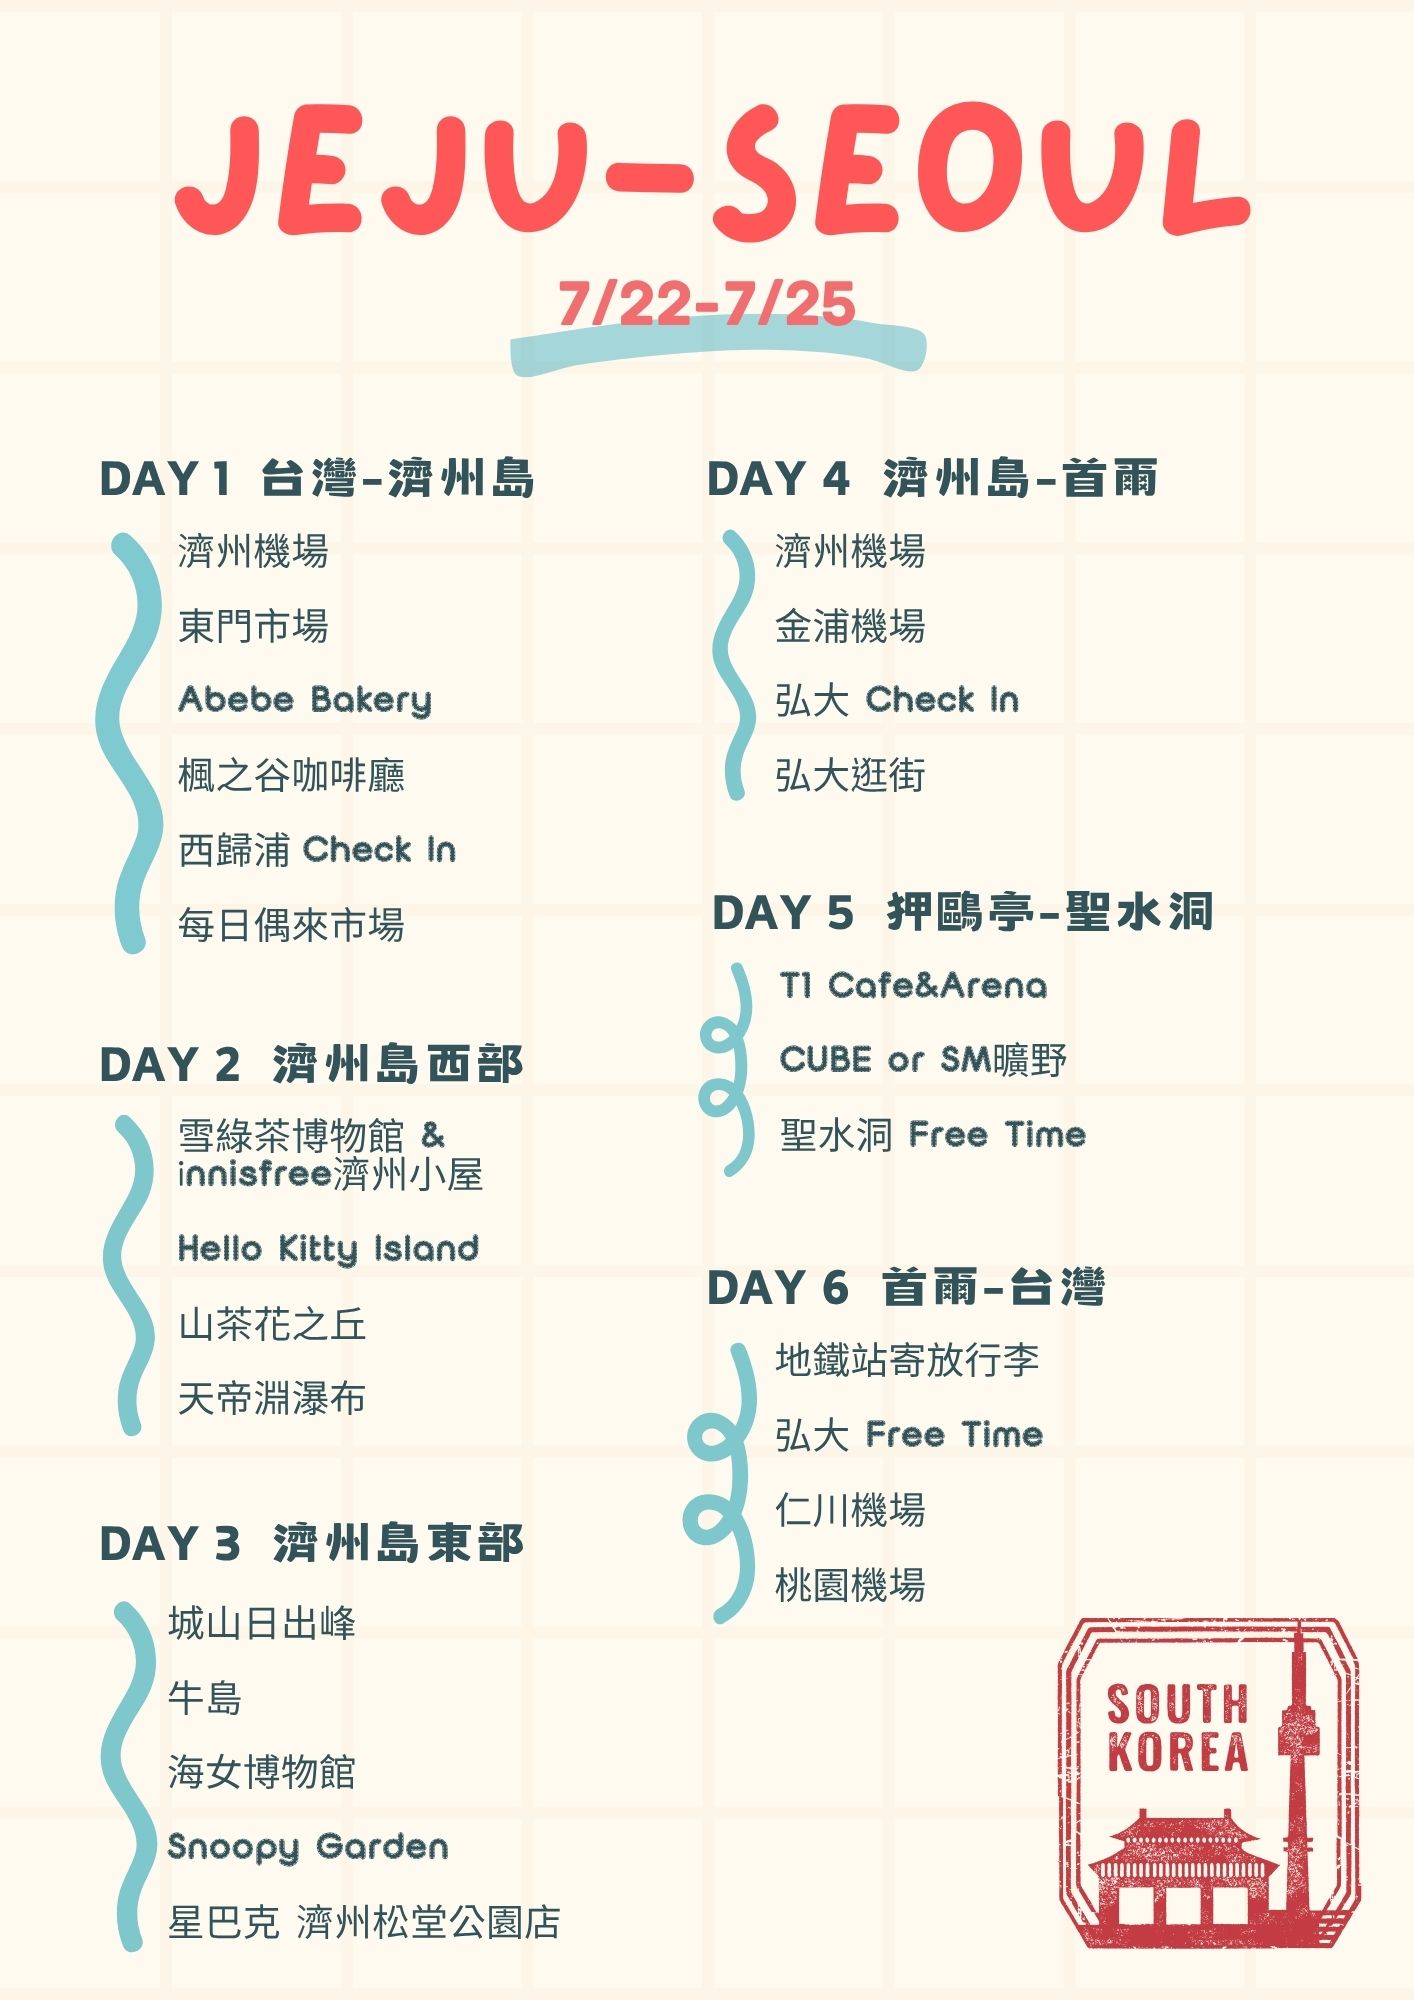 JEJU-SEOUL
7/22-7/25
DAY 1 台灣-濟州島
濟州機場
東門市場
Abebe Bakery
楓之谷咖啡廳
西歸浦 Check In
每日偶來市場
DAY 2 濟州島西部
雪綠茶博物館 &
innisfree濟州小屋
Hello Kitty Island
山茶花之丘
天帝淵瀑布
DAY 3 濟州島東部
城山日出峰
牛島
海女博物館
Snoopy Garden
星巴克 濟州松堂公園店
DAY 4 濟州島-首爾
濟州機場
金浦機場
弘大 Check In
弘大逛街
DAY 5 押鷗亭-聖水洞
T1 Cafe&Arena
CUBE or SM曠野
聖水洞 Free Time
DAY 6 首爾-台灣
地鐵站寄放行李
弘大 Free Time
仁川機場
桃園機場
SOUTH
KOREA